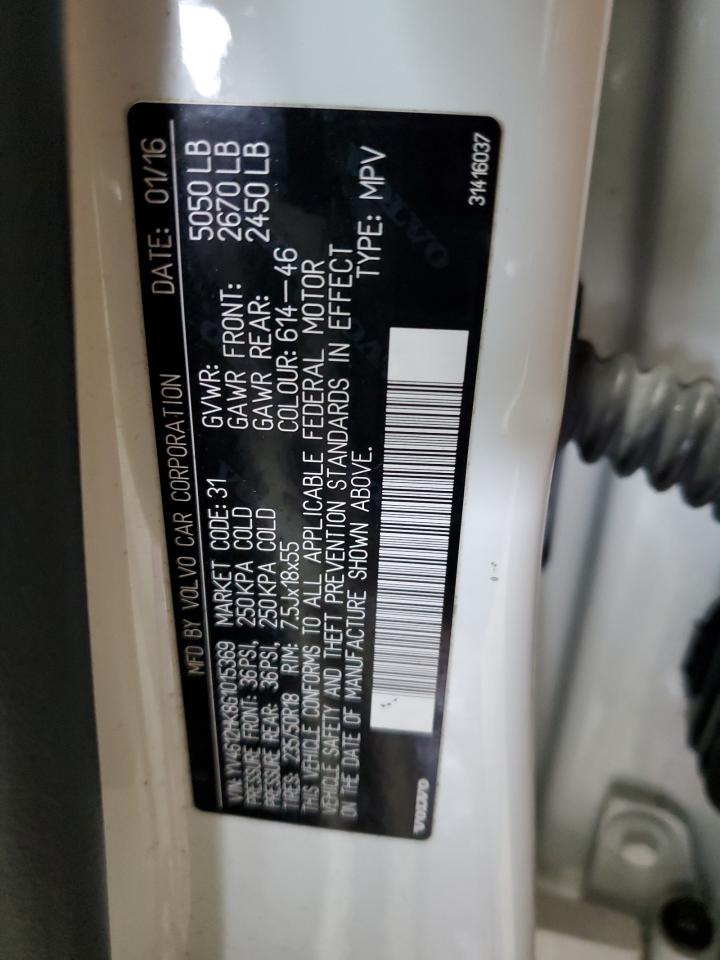 MFD BY VOLVO CAR CORPORATION DATE: 01/16
VIN: YV4612HK8G1015369 MARKET CODE: 31 GVWR: 5050 LB
PRESSURE FRONT: 36PSI, 250KPA COLD GAWR FRONT: 2670 LB
PRESSURE REAR: 36PSI, 250KPA COLD GAWR REAR: 2450 LB
TIRES: 235/50R18 RIM: 7.5Jx18x55 COLOUR: 614-46
THIS VEHICLE CONFORMS TO ALL APPLICABLE FEDERAL MOTOR
VEHICLE SAFETY AND THEFT PREVENTION STANDARDS IN EFFECT
ON THE DATE OF MANUFACTURE SHOWN ABOVE. TYPE: MPV
VOLVO 31416037